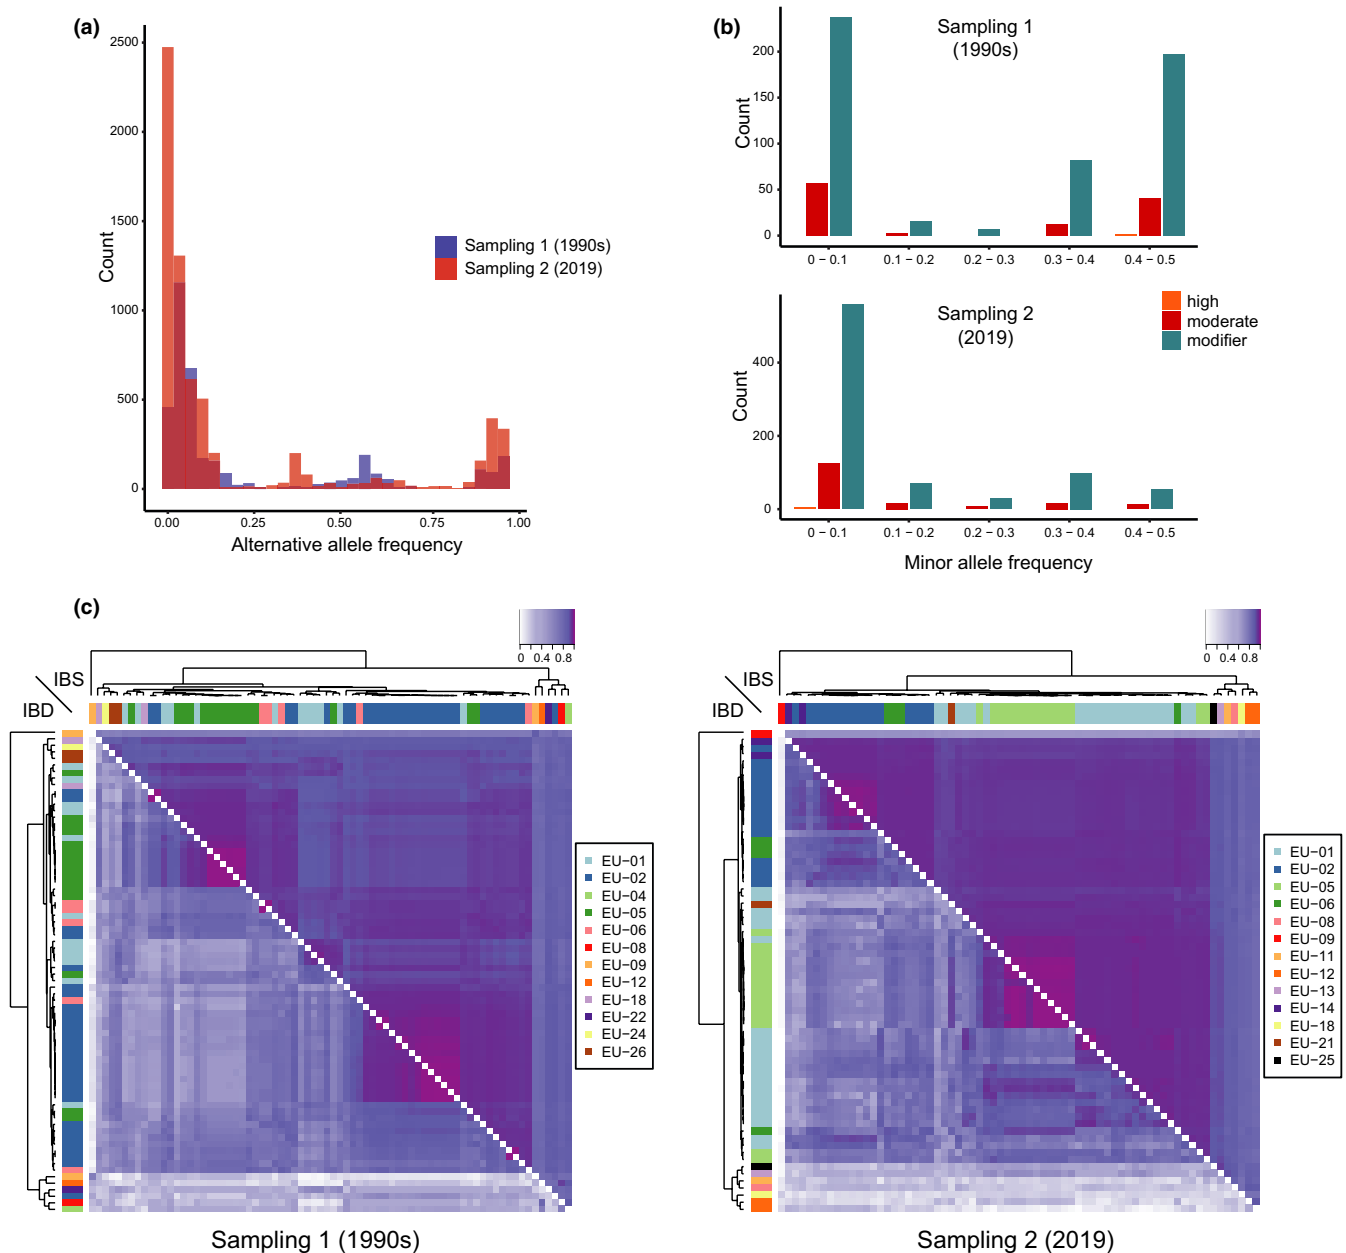 (a)
2500
2000
1500
1000
500
0
Count
0.00
0.25
0.50
0.75
1.00
Alternative allele frequency
Sampling 1 (1990s)
Sampling 2 (2019)
(b)
Sampling 1
(1990s)
200
150
100
50
0
Count
0 − 0.1
0.1 − 0.2
0.2 − 0.3
0.3 − 0.4
0.4 − 0.5
Sampling 2
(2019)
high
moderate
modifier
400
200
0
Count
0 − 0.1
0.1 − 0.2
0.2 − 0.3
0.3 − 0.4
0.4 − 0.5
Minor allele frequency
(c)
0 0.4 0.8
IBS
IBD
EU−01
EU−02
EU−04
EU−05
EU−06
EU−08
EU−09
EU−12
EU−18
EU−22
EU−24
EU−26
Sampling 1 (1990s)
0 0.4 0.8
IBS
IBD
EU−01
EU−02
EU−05
EU−06
EU−08
EU−09
EU−11
EU−12
EU−13
EU−14
EU−18
EU−21
EU−25
Sampling 2 (2019)